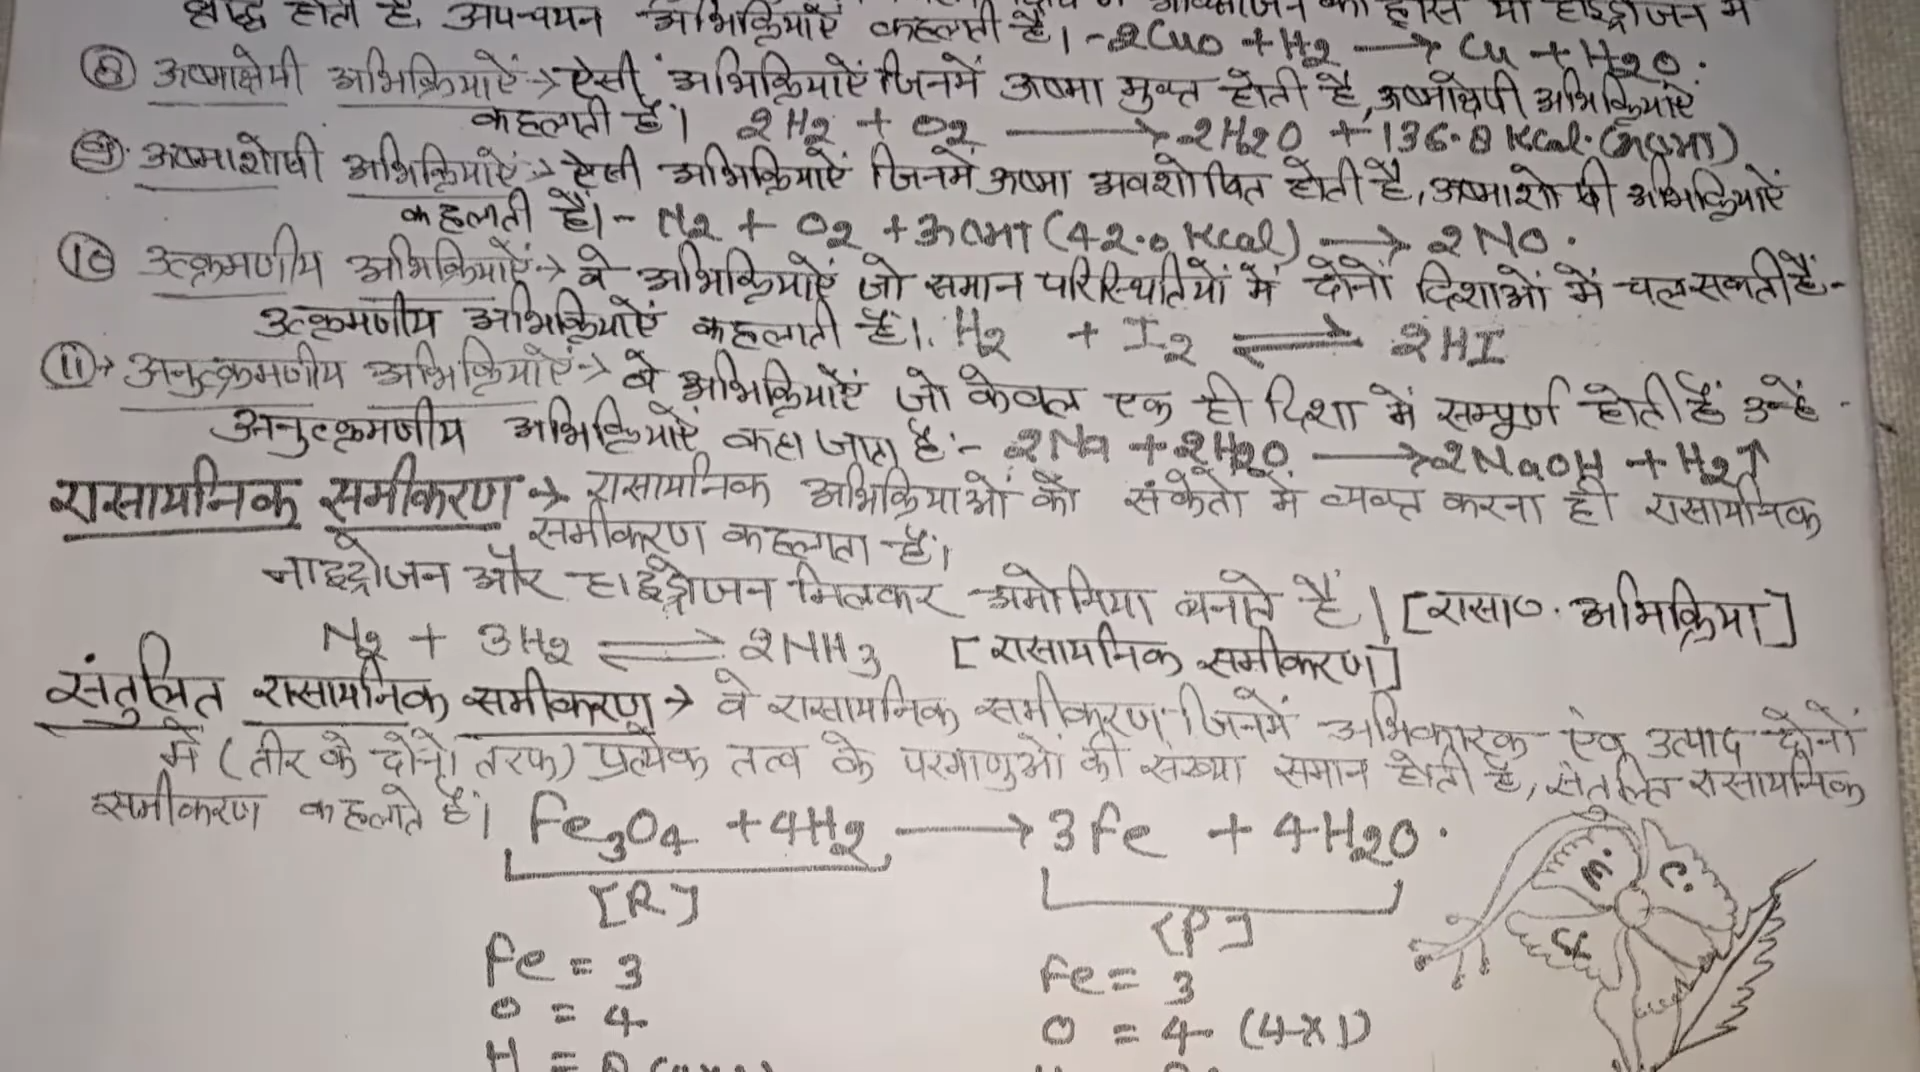 वृद्धि होती है, अपचयन अभिक्रियाएँ कहलाती हैं। - 2CuO + H2 → Cu + H2O.
⑧ ऊष्माक्षेपी अभिक्रियाएँ → ऐसी अभिक्रियाएँ जिनमें ऊष्मा मुक्त होती है, ऊष्माक्षेपी अभिक्रियाएँ
कहलाती हैं। 2H2 + O2 → 2H2O + 136.8 Kcal. (ऊष्मा)
⑨ ऊष्माशोषी अभिक्रियाएँ → ऐसी अभिक्रियाएँ जिनमें ऊष्मा अवशोषित होती है, ऊष्माशोषी अभिक्रियाएँ
कहलाती हैं। - N2 + O2 + ऊष्मा (42.0 Kcal) → 2NO.
⑩ उत्क्रमणीय अभिक्रियाएँ → वे अभिक्रियाएँ जो समान परिस्थितियों में दोनों दिशाओं में चल सकती हैं -
उत्क्रमणीय अभिक्रियाएँ कहलाती हैं। H2 + I2 ⇌ 2HI
⑪ → अनुत्क्रमणीय अभिक्रियाएँ → वे अभिक्रियाएँ जो केवल एक ही दिशा में सम्पूर्ण होती हैं उन्हें -
अनुत्क्रमणीय अभिक्रियाएँ कहा जाता है :- 2Na + 2H2O → 2NaOH + H2↑
रासायनिक समीकरण → रासायनिक अभिक्रियाओं को संकेतो में व्यक्त करना ही रासायनिक
समीकरण कहलाता है।
नाइट्रोजन और हाइड्रोजन मिलकर अमोनिया बनाते हैं। [रासा० अभिक्रिया]
N2 + 3H2 ⇌ 2NH3 [रासायनिक समीकरण]
संतुलित रासायनिक समीकरण → वे रासायनिक समीकरण जिनमें अभिकारक एंव उत्पाद दोनों
में (तीर के दोनो तरफ) प्रत्येक तत्व के परमाणुओं की संख्या समान होती है, संतुलित रासायनिक
समीकरण कहलाते हैं। Fe3O4 + 4H2 → 3Fe + 4H2O.
[R] [P]
Fe = 3 Fe = 3
O = 4 O = 4 (4×1)
H =
M. C.